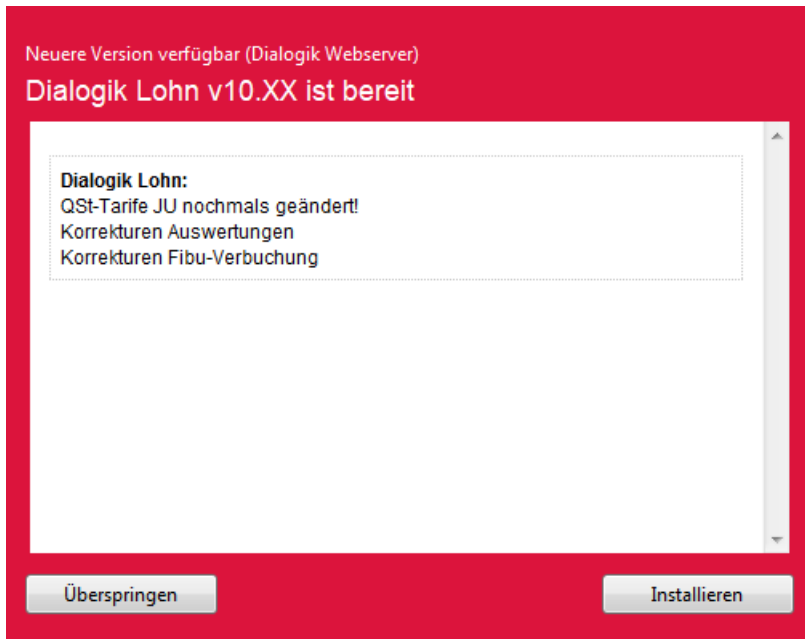 Neuere Version verfügbar (Dialogik Webserver)
Dialogik Lohn v10.XX ist bereit
Dialogik Lohn:
QSt-Tarife JU nochmals geändert!
Korrekturen Auswertungen
Korrekturen Fibu-Verbuchung
Überspringen
Installieren